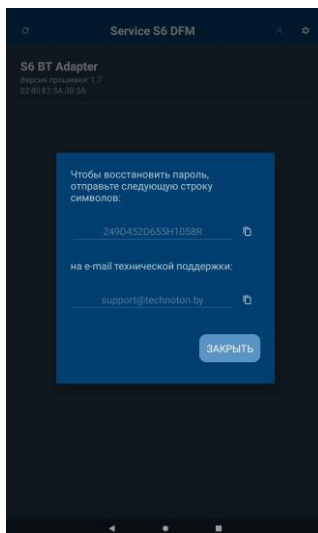 Service S6 DFM
S6 BT Adapter
Версия прошивки: 1.7
02:80:E1:5A:3B:3A
Чтобы восстановить пароль,
отправьте следующую строку
символов:
249D452D655H1058R
на e-mail технической поддержки:
support@technoton.by
ЗАКРЫТЬ